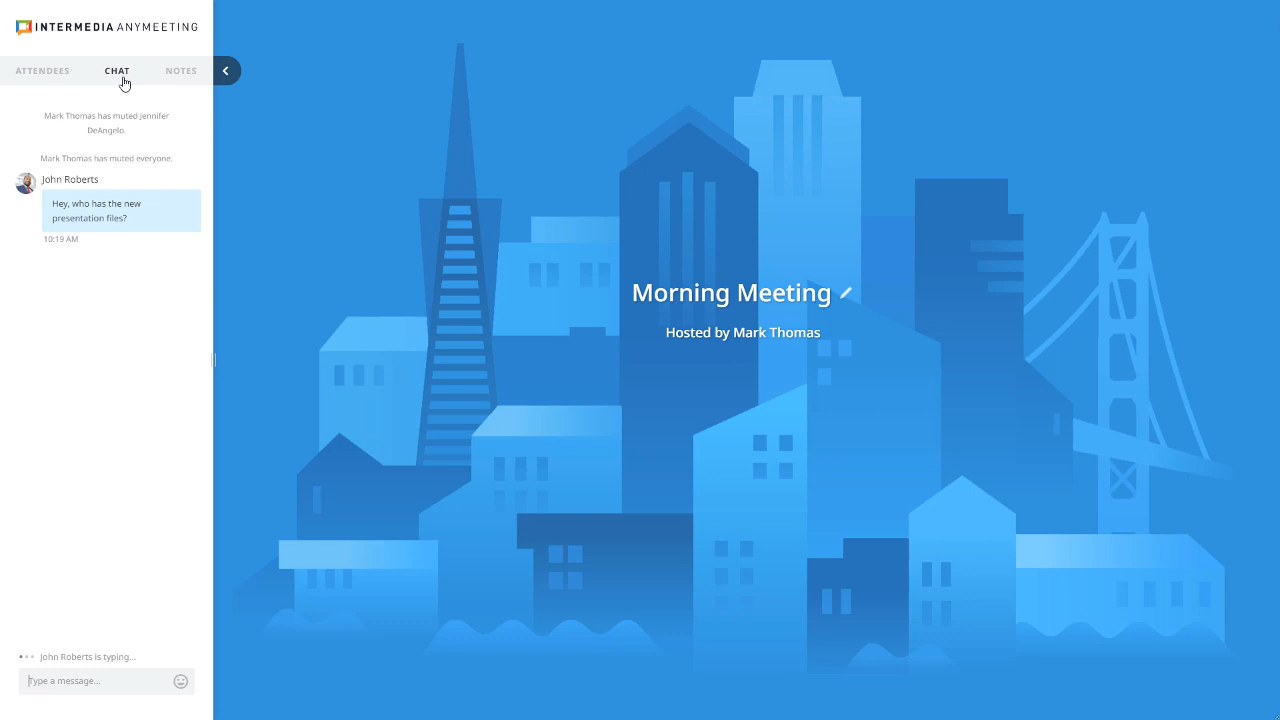 INTERMEDIA ANYMEETING
ATTENDEES CHAT NOTES
Mark Thomas has muted Jennifer
DeAngelo.
Mark Thomas has muted everyone.
John Roberts
Hey, who has the new
presentation files?
10:19 AM
Morning Meeting
Hosted by Mark Thomas
John Roberts is typing...
Type a message...